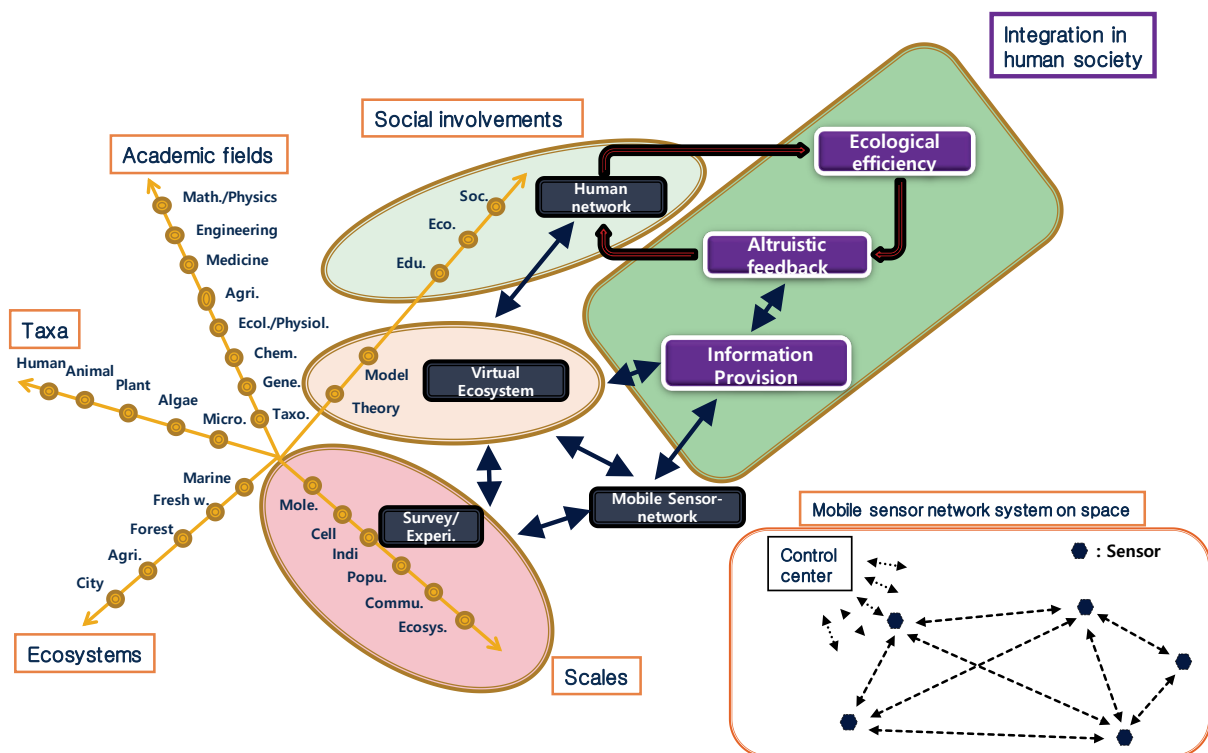 Integration in
human society
Social involvements
Academic fields
Ecological
efficiency
Math./Physics
Soc.
Human
network
Engineering
Eco.
Altruistic
feedback
Medicine
Edu.
Agri.
Ecol./Physiol.
Taxa
Chem.
Human
Animal
Plant
Algae
Micro.
Gene.
Taxo.
Model
Theory
Virtual
Ecosystem
Information
Provision
Marine
Fresh w.
Forest
Agri.
City
Ecosystems
Mole.
Cell
Indi
Popu.
Commu.
Ecosys.
Survey/
Experi.
Mobile Sensor-
network
Scales
Mobile sensor network system on space
Control
center
: Sensor